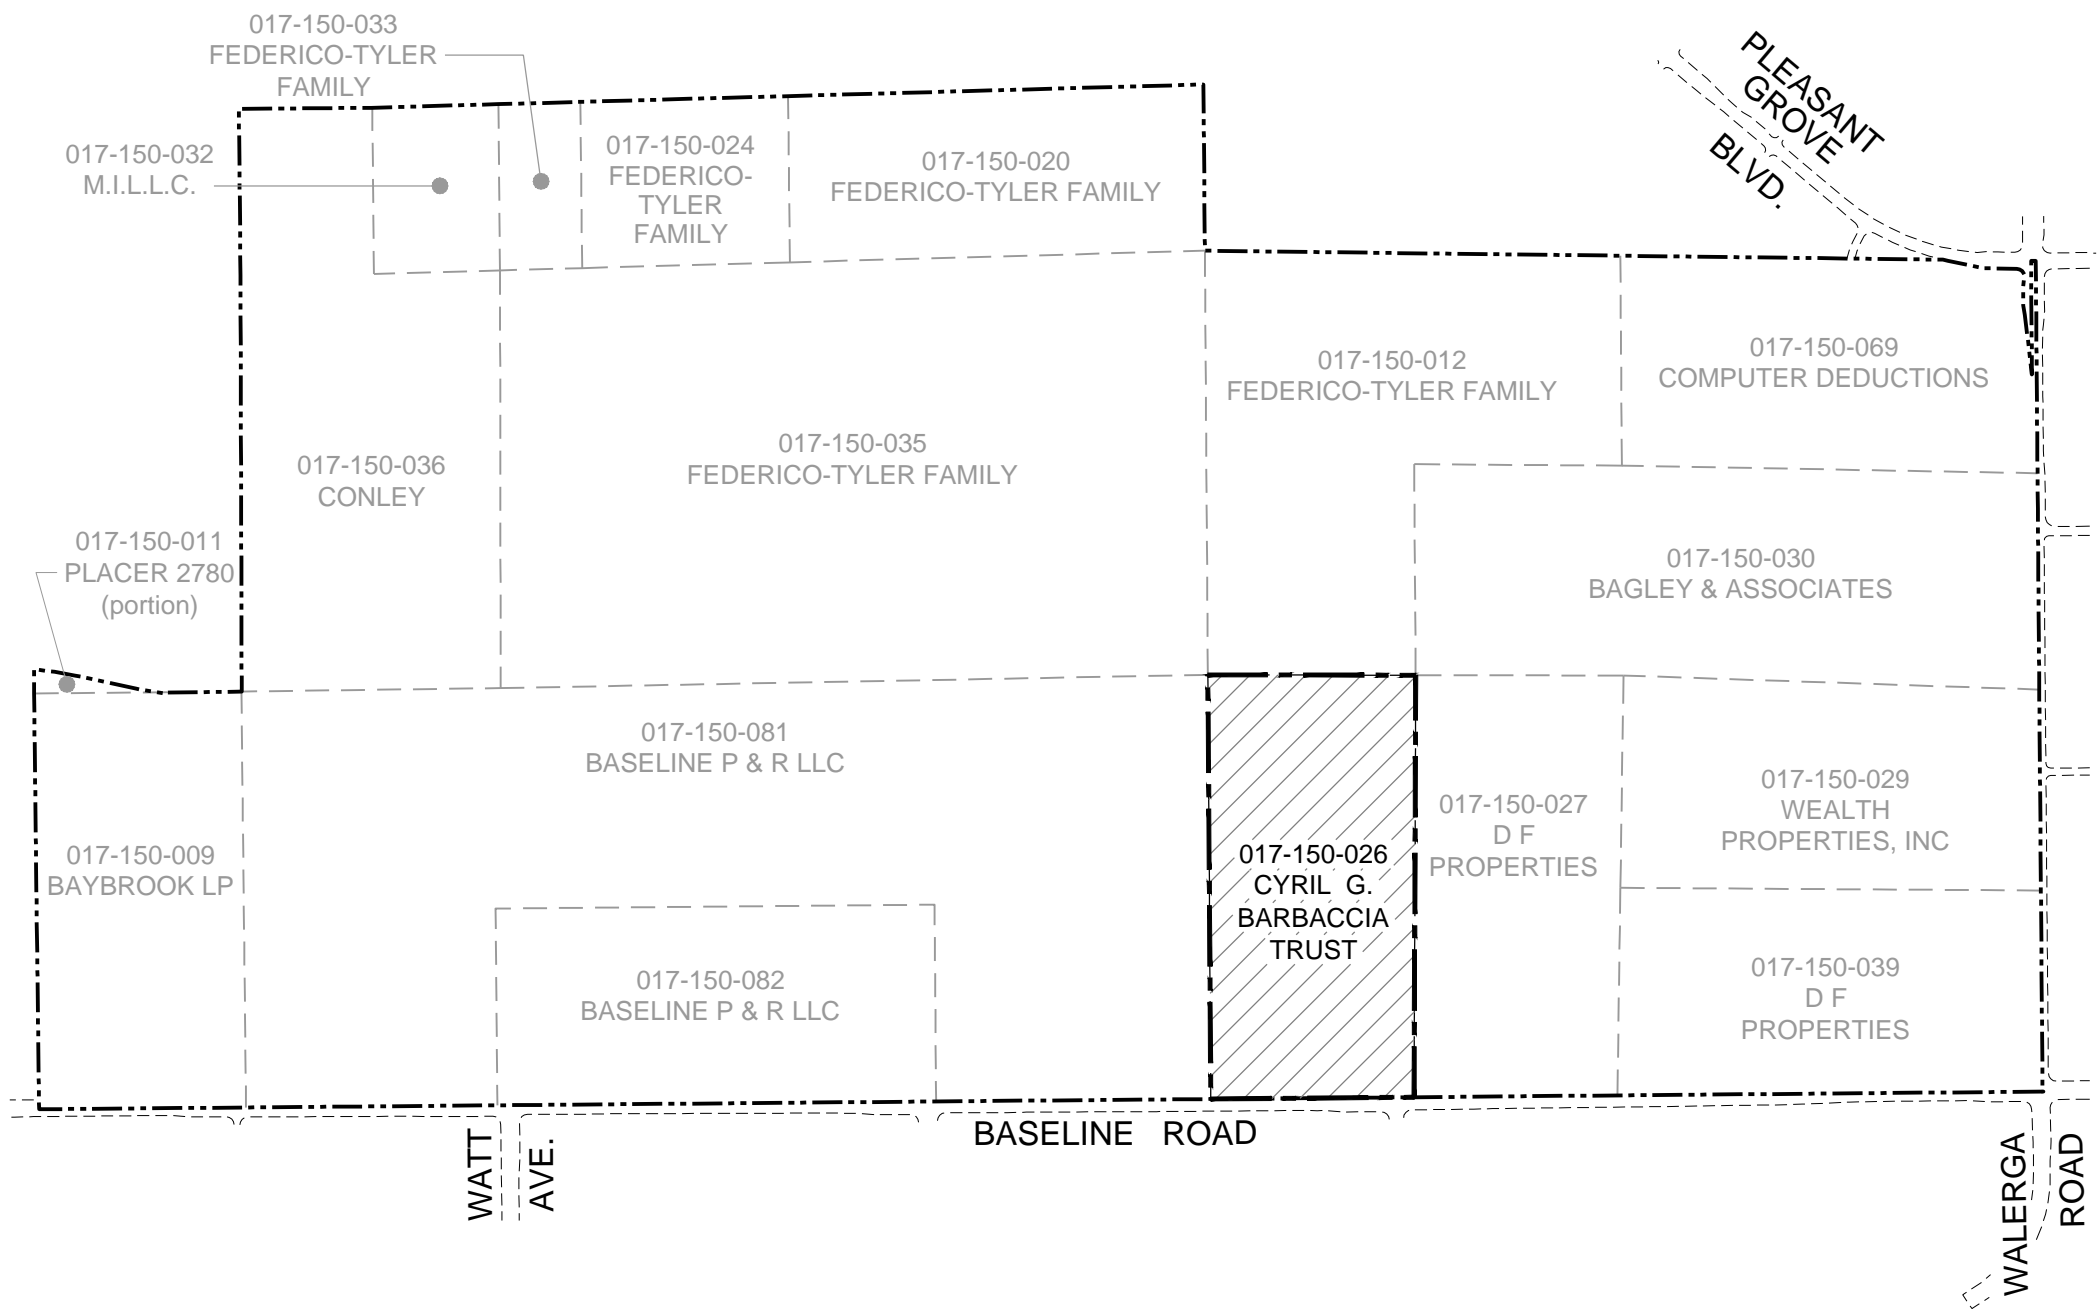 017-150-033
FEDERICO-TYLER
FAMILY
PLEASANT
GROVE
BLVD.
017-150-032
M.I.L.L.C.
017-150-024
FEDERICO-
TYLER
FAMILY
017-150-020
FEDERICO-TYLER FAMILY
017-150-012
FEDERICO-TYLER FAMILY
017-150-069
COMPUTER DEDUCTIONS
017-150-036
CONLEY
017-150-035
FEDERICO-TYLER FAMILY
017-150-011
PLACER 2780
(portion)
017-150-030
BAGLEY & ASSOCIATES
017-150-081
BASELINE P & R LLC
017-150-009
BAYBROOK LP
017-150-026
CYRIL G.
BARBACCIA
TRUST
017-150-027
D F
PROPERTIES
017-150-029
WEALTH
PROPERTIES, INC
017-150-082
BASELINE P & R LLC
017-150-039
D F
PROPERTIES
BASELINE ROAD
WATT
AVE.
WALERGA
ROAD